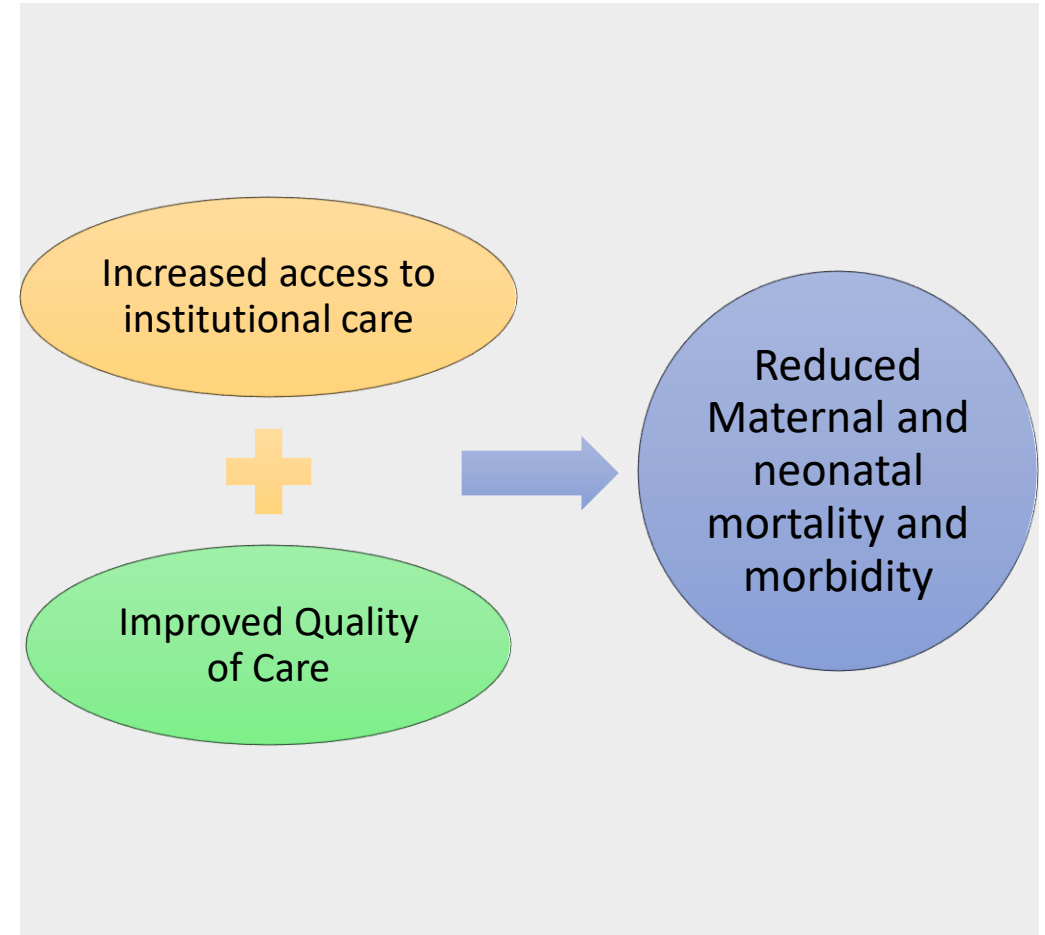 Increased access to
institutional care
Improved Quality
of Care
Reduced
Maternal and
neonatal
mortality and
morbidity